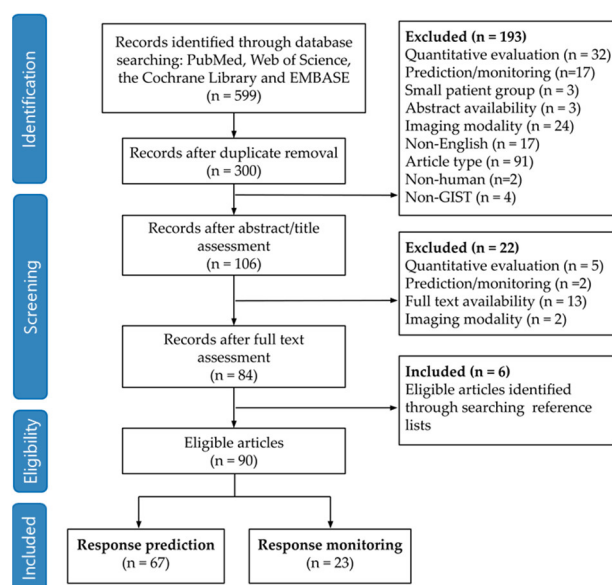 Identification
Records identified through database
searching: PubMed, Web of Science,
the Cochrane Library and EMBASE
(n = 599)
Records after duplicate removal
(n = 300)
Excluded (n = 193)
Quantitative evaluation (n = 32)
Prediction/monitoring (n=17)
Small patient group (n = 3)
Abstract availability (n = 3)
Imaging modality (n = 24)
Non-English (n = 17)
Article type (n = 91)
Non-human (n=2)
Non-GIST (n = 4)
Screening
Records after abstract/title
assessment
(n = 106)
Excluded (n = 22)
Quantitative evaluation (n = 5)
Prediction/monitoring (n =2)
Full text availability (n = 13)
Imaging modality (n = 2)
Records after full text
assessment
(n = 84)
Included (n = 6)
Eligible articles identified
through searching reference
lists
Eligibility
Eligible articles
(n = 90)
Included
Response prediction
(n = 67)
Response monitoring
(n = 23)